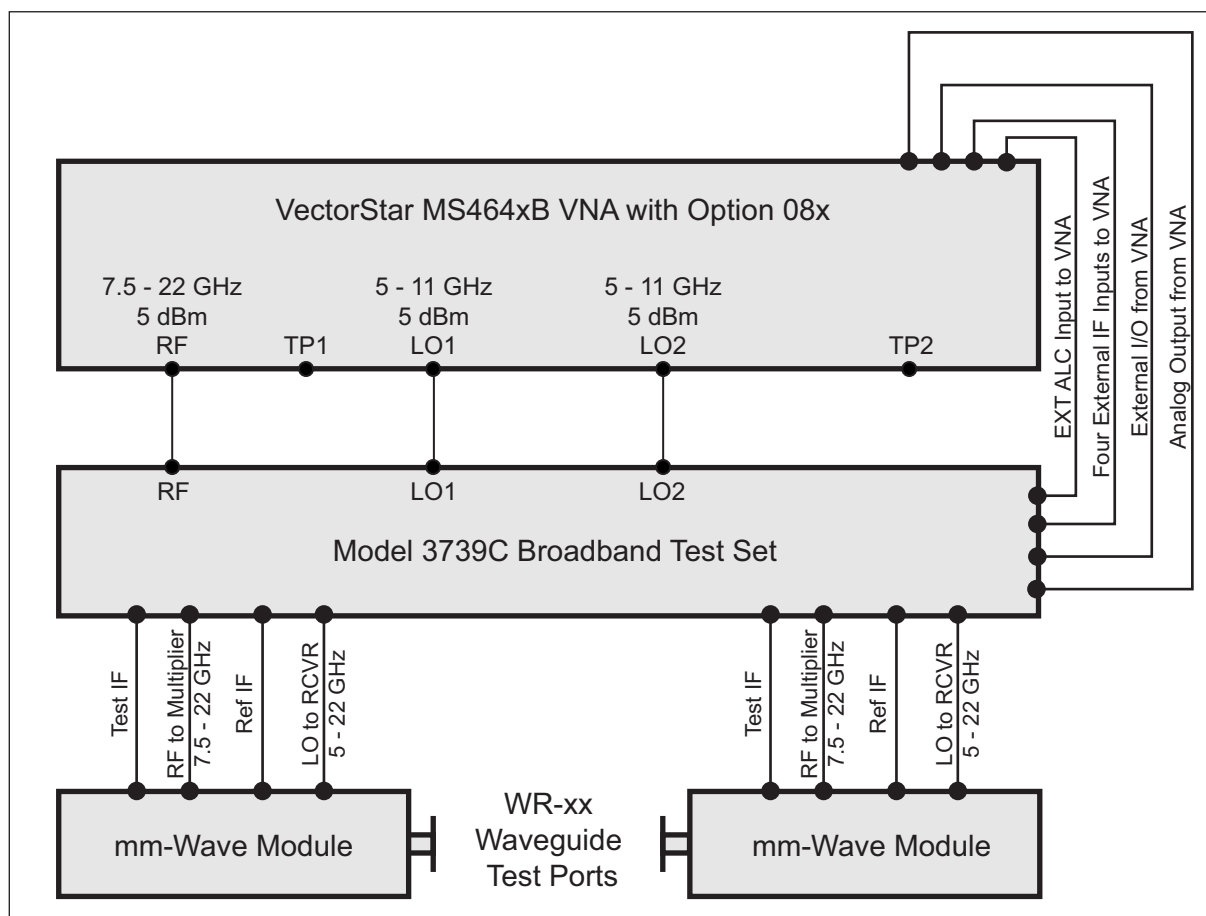 VectorStar MS464xB VNA with Option 08x
7.5 - 22 GHz
5 dBm
RF
TP1
5 - 11 GHz
5 dBm
LO1
5 - 11 GHz
5 dBm
LO2
TP2
EXT ALC Input to VNA
Four External IF Inputs to VNA
External I/O from VNA
Analog Output from VNA
RF
LO1
LO2
Model 3739C Broadband Test Set
Test IF
RF to Multiplier
7.5 - 22 GHz
Ref IF
LO to RCVR
5 - 22 GHz
Test IF
RF to Multiplier
7.5 - 22 GHz
Ref IF
LO to RCVR
5 - 22 GHz
mm-Wave Module
WR-xx
Waveguide
Test Ports
mm-Wave Module